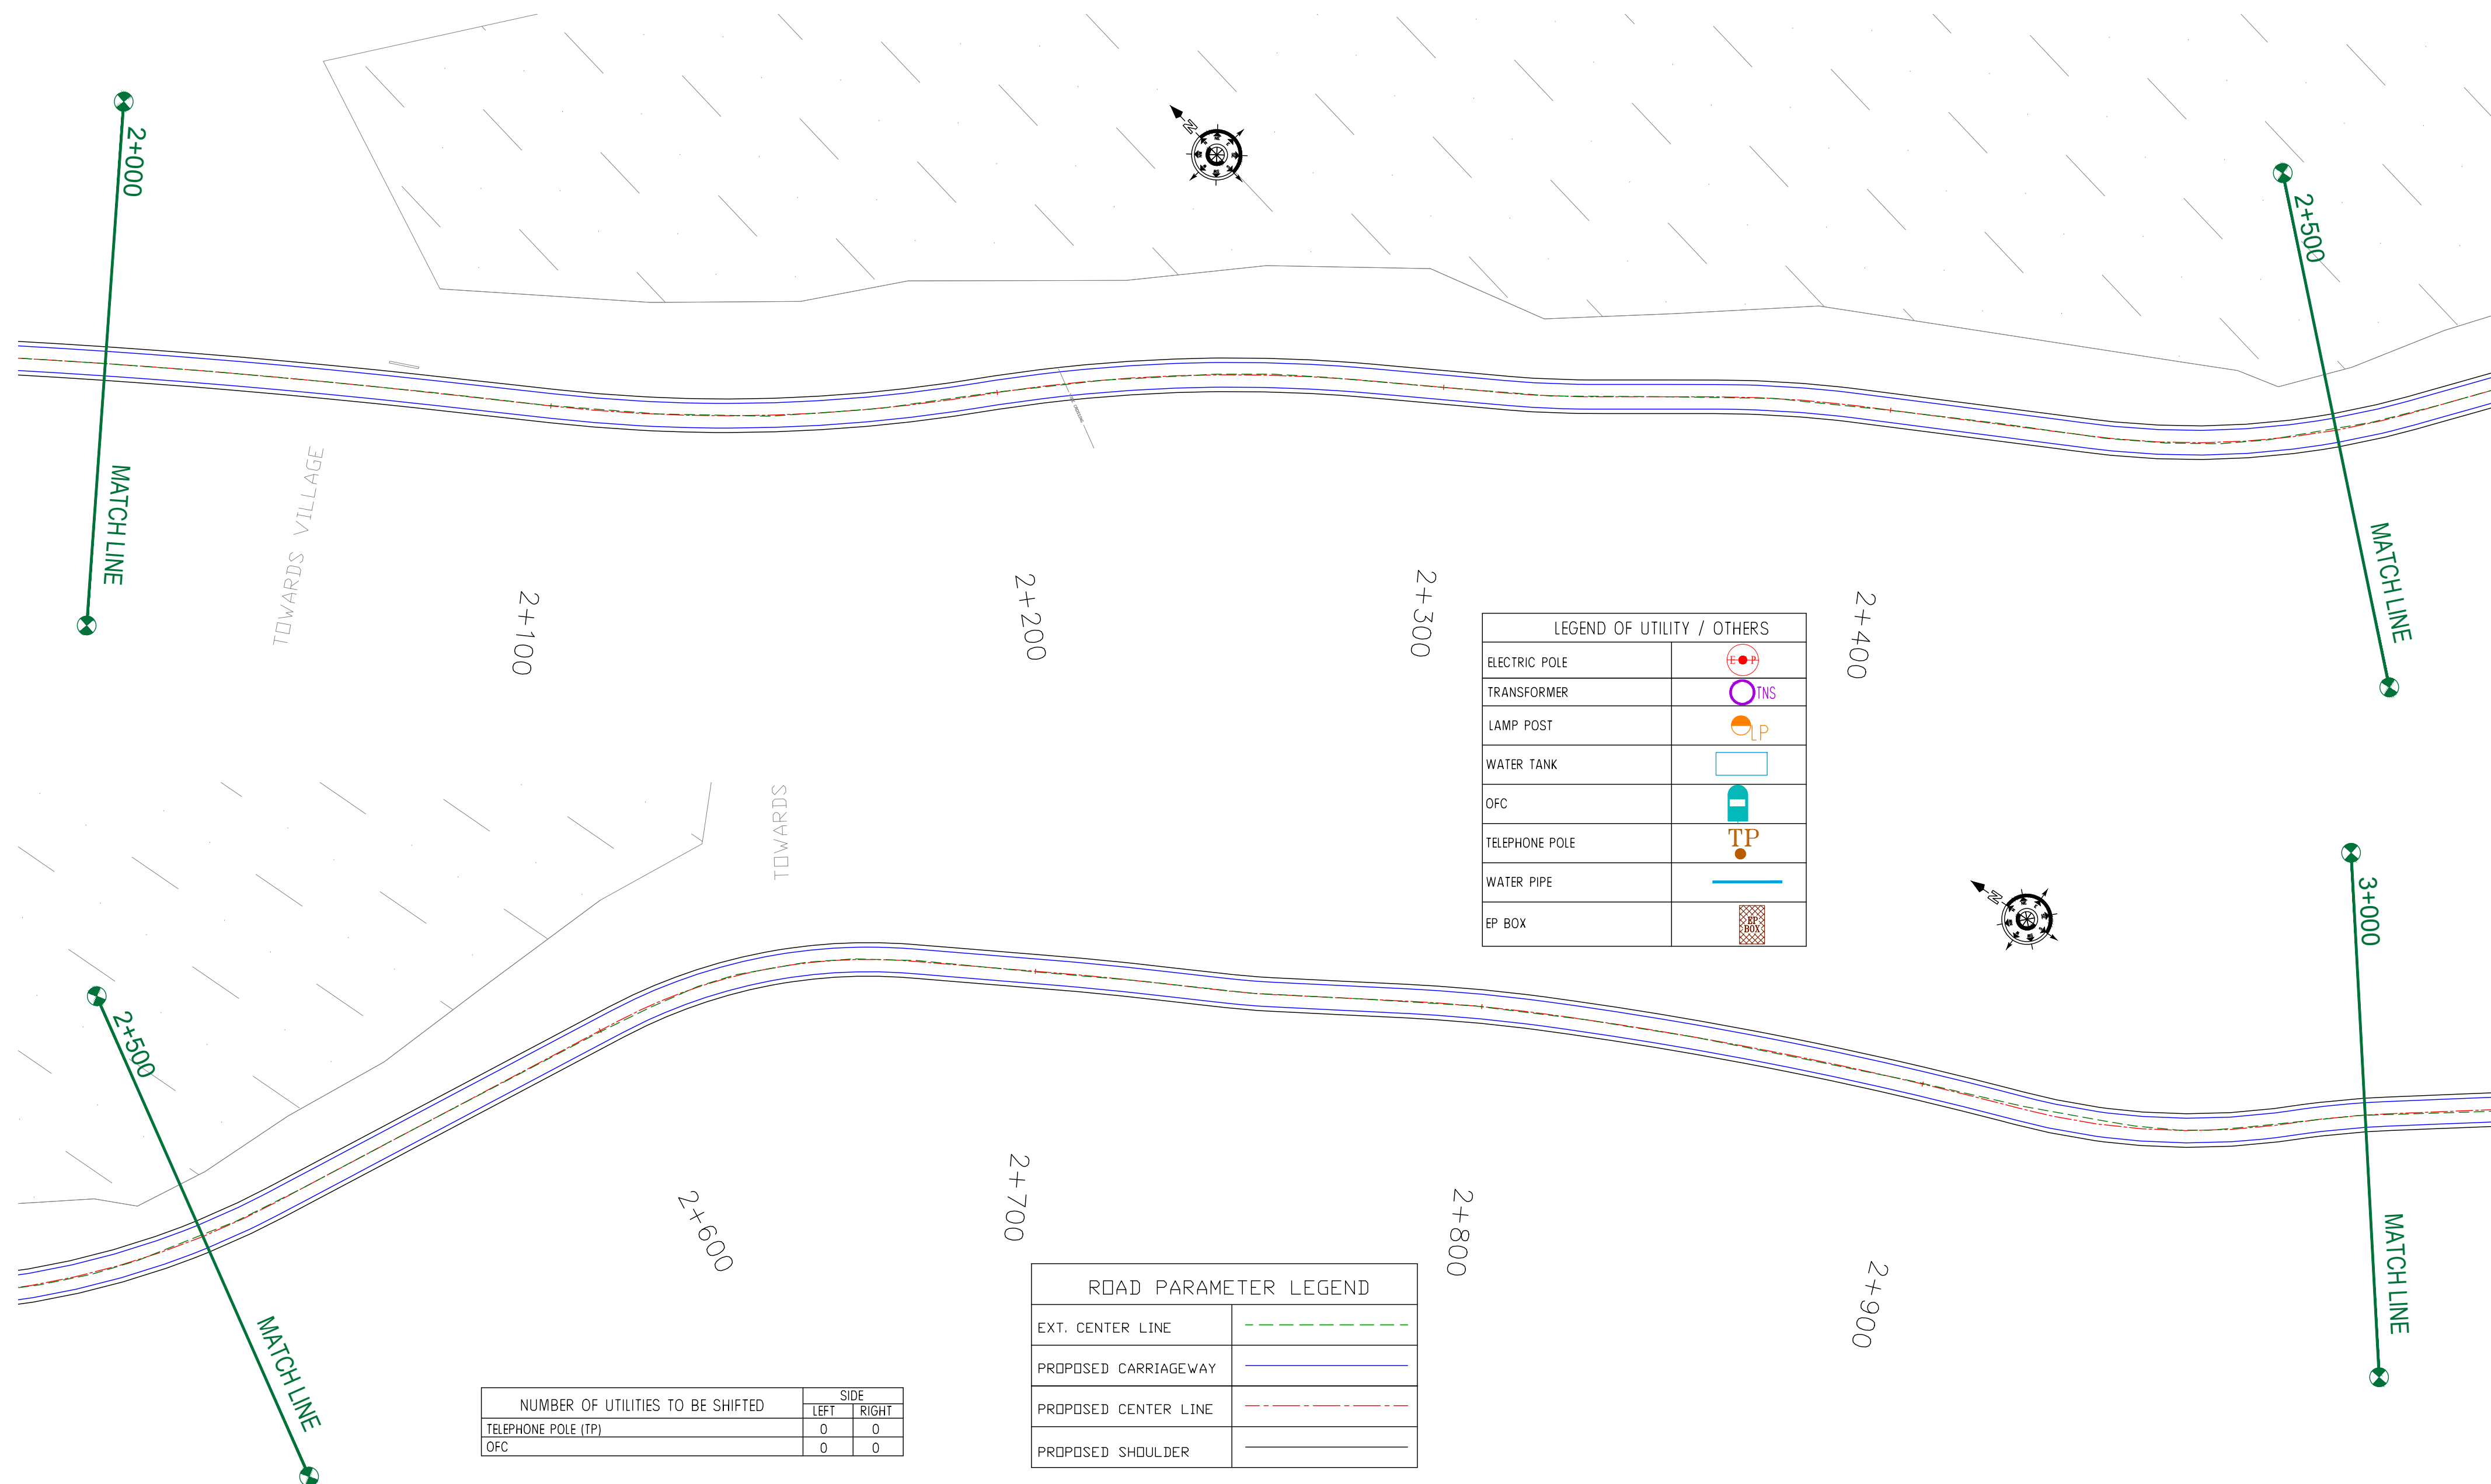 2+000
MATCH LINE
TOWARDS VILLAGE
N
2+500
MATCH LINE
2+100
2+200
2+300
2+400
LEGEND OF UTILITY / OTHERS
ELECTRIC POLE E P
TRANSFORMER TNS
LAMP POST LP
WATER TANK
OFC
TELEPHONE POLE TP
WATER PIPE
EP BOX EP BOX
TOWARDS
N
2+500
MATCH LINE
3+000
MATCH LINE
2+600
2+700
2+800
2+900
NUMBER OF UTILITIES TO BE SHIFTED SIDE
LEFT RIGHT
TELEPHONE POLE (TP) 0 0
OFC 0 0
ROAD PARAMETER LEGEND
EXT. CENTER LINE
PROPOSED CARRIAGEWAY
PROPOSED CENTER LINE
PROPOSED SHOULDER